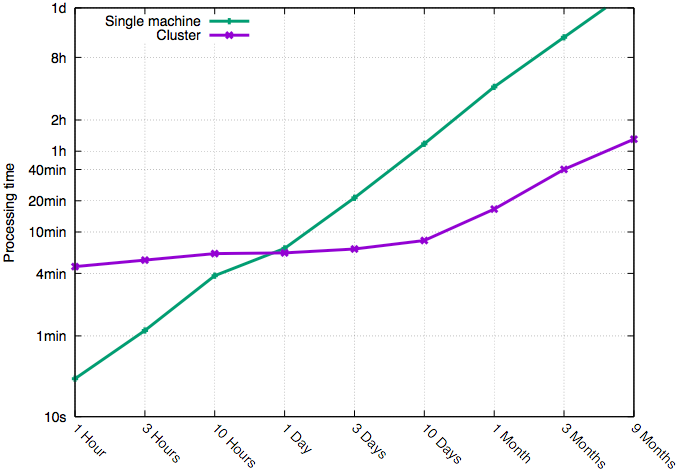 1d
Single machine
Cluster
8h
2h
1h
40min
20min
10min
4min
1min
10s
Processing time
1 Hour
3 Hours
10 Hours
1 Day
3 Days
10 Days
1 Month
3 Months
9 Months